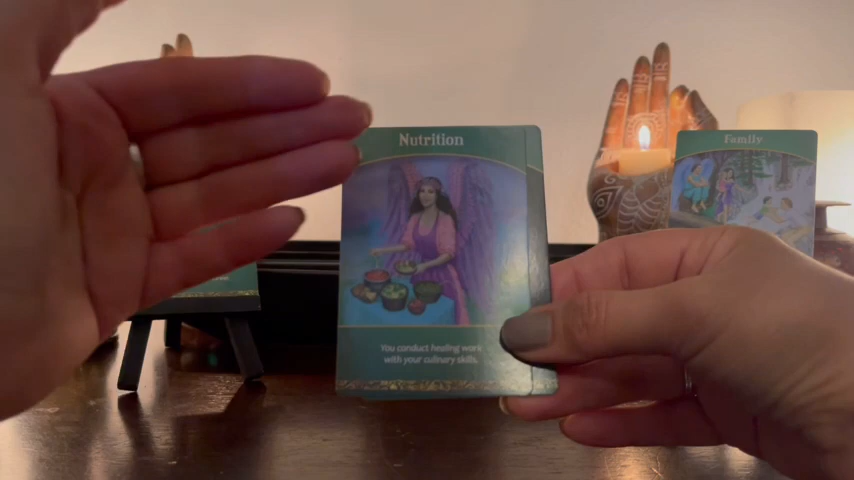 Nutrition
Family
You conduct healing work
with your culinary skills.